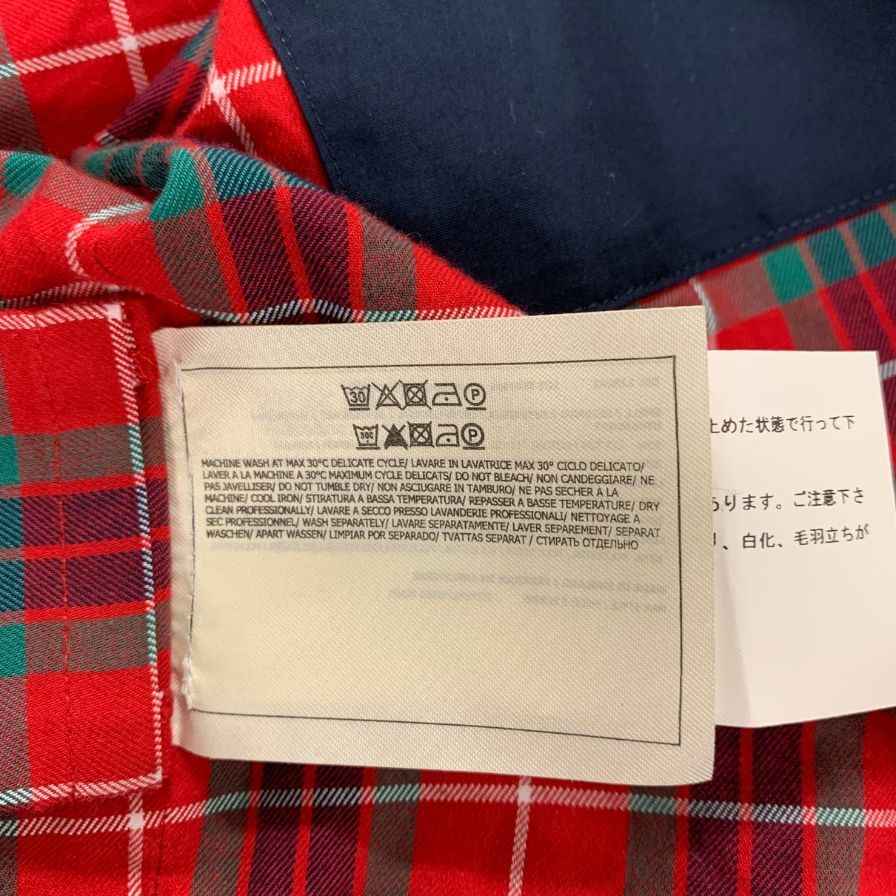 30
P
30C
P
MACHINE WASH AT MAX 30°C DELICATE CYCLE/ LAVARE IN LAVATRICE MAX 30° CICLO DELICATO/
LAVER A LA MACHINE A 30°C MAXIMUM CYCLE DELICATS/ DO NOT BLEACH/ NON CANDEGGIARE/ NE
PAS JAVELLISER/ DO NOT TUMBLE DRY/ NON ASCIUGARE IN TAMBURO/ NE PAS SECHER A LA
MACHINE/ COOL IRON/ STIRATURA A BASSA TEMPERATURA/ REPASSER A BASSE TEMPERATURE/ DRY
CLEAN PROFESSIONALLY/ LAVARE A SECCO PRESSO LAVANDERIE PROFESSIONALI/ NETTOYAGE A
SEC PROFESSIONNEL/ WASH SEPARATELY/ LAVARE SEPARATAMENTE/ LAVER SEPAREMENT/ SEPARAT
WASCHEN/ APART WASSEN/ LIMPIAR POR SEPARADO/ TVATTAS SEPARAT / СТИРАТЬ ОТДЕЛЬНО
止めた状態で行って下
あります。ご注意下さ
り、白化、毛羽立ちが